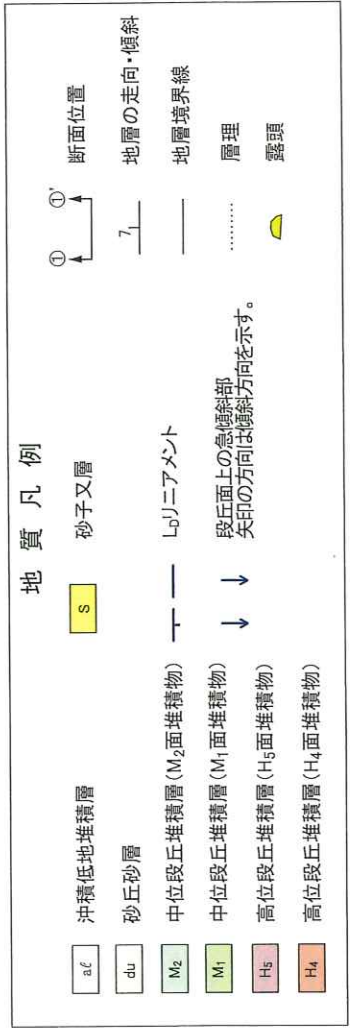 地質凡例
aℓ 沖積低地堆積層
du 砂丘砂層
M₂ 中位段丘堆積層(M₂面堆積物)
M₁ 中位段丘堆積層(M₁面堆積物)
H₅ 高位段丘堆積層(H₅面堆積物)
H₄ 高位段丘堆積層(H₄面堆積物)
S 砂子又層
L_Dリニアメント
段丘面上の急傾斜部
矢印の方向は傾斜方向を示す。
① ①' 断面位置
7 地層の走向・傾斜
地層境界線
層理
露頭